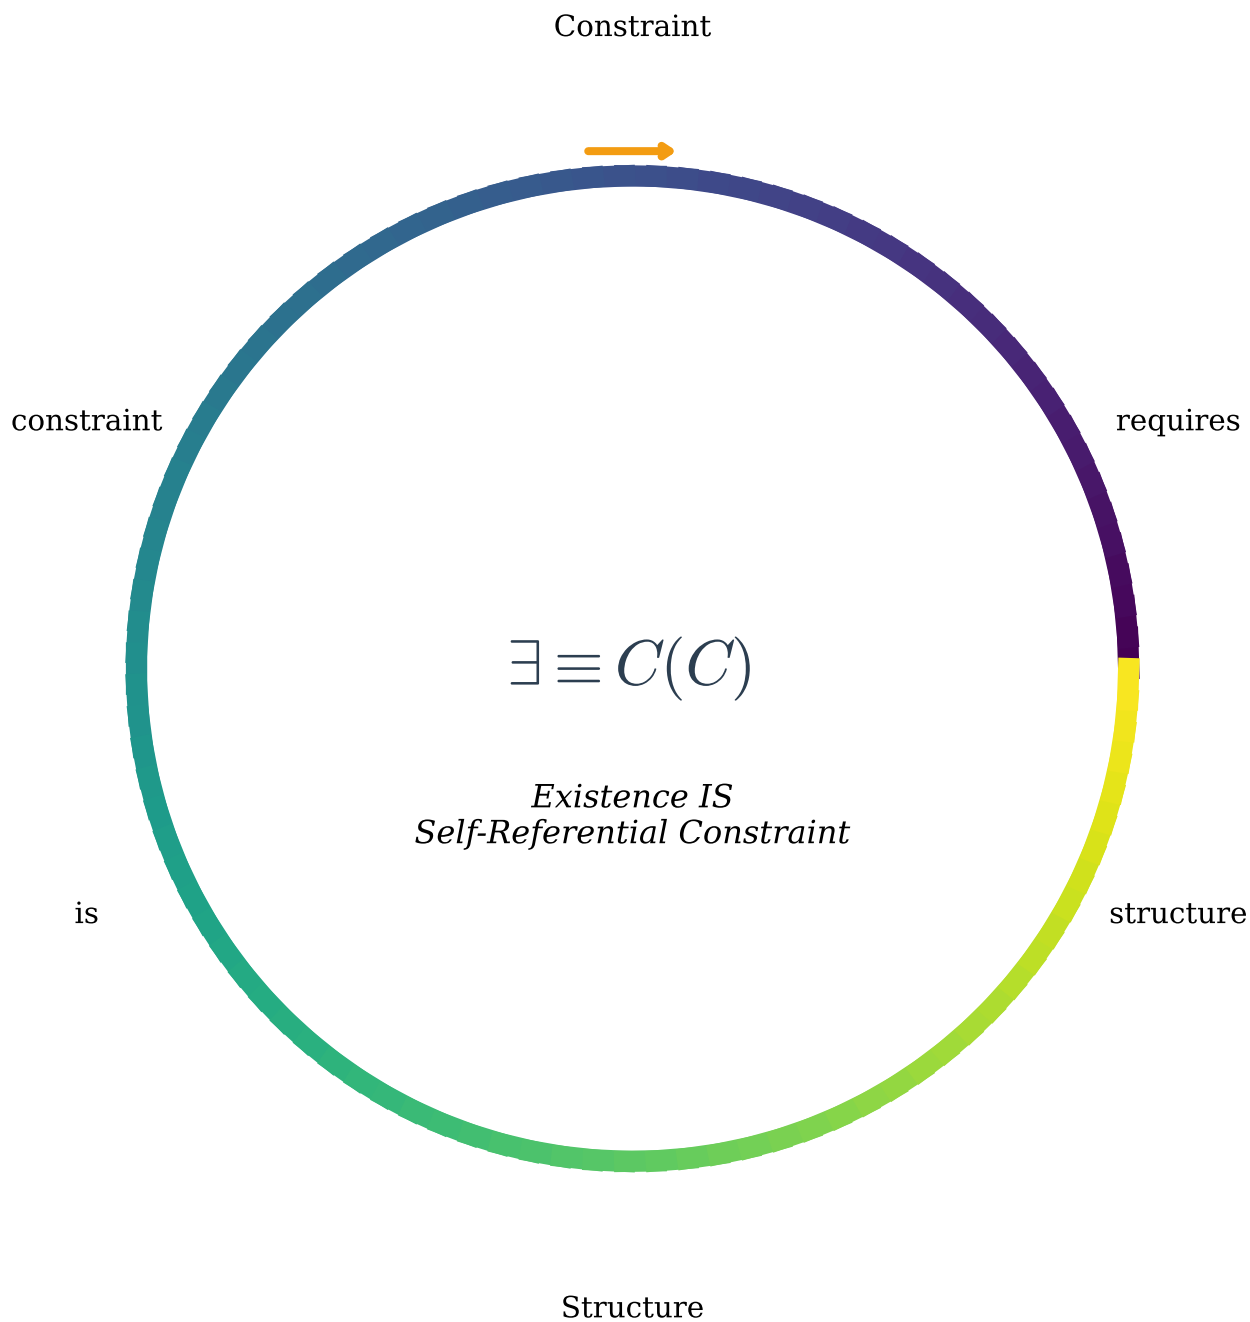 Constraint
constraint
requires
∃ ≡ C(C)
Existence IS
Self-Referential Constraint
is
structure
Structure